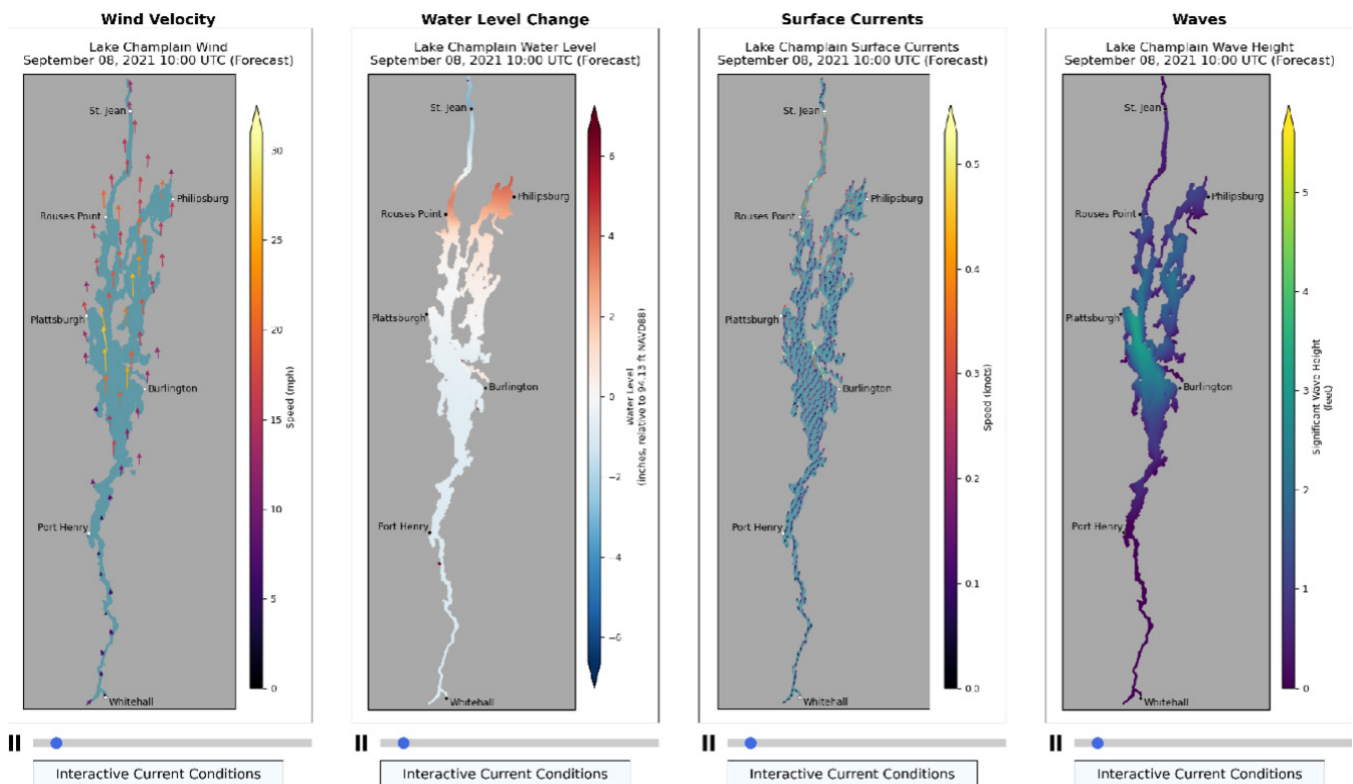 Wind Velocity
Lake Champlain Wind
September 08, 2021 10:00 UTC (Forecast)
St. Jean
Philipsburg
Rouses Point
Plattsburgh
Burlington
Port Henry
Whitehall
30
25
20
15
10
5
0
Speed (mph)
Interactive Current Conditions
Water Level Change
Lake Champlain Water Level
September 08, 2021 10:00 UTC (Forecast)
St. Jean
Philipsburg
Rouses Point
Plattsburgh
Burlington
Port Henry
Whitehall
6
4
2
0
−2
−4
−6
Water Level
(inches, relative to 94.13 ft NAVD88)
Interactive Current Conditions
Surface Currents
Lake Champlain Surface Currents
September 08, 2021 10:00 UTC (Forecast)
St. Jean
Philipsburg
Rouses Point
Plattsburgh
Burlington
Port Henry
Whitehall
0.5
0.4
0.3
0.2
0.1
0.0
Speed (knots)
Interactive Current Conditions
Waves
Lake Champlain Wave Height
September 08, 2021 10:00 UTC (Forecast)
St. Jean
Philipsburg
Rouses Point
Plattsburgh
Burlington
Port Henry
Whitehall
5
4
3
2
1
0
Significant Wave Height
(feet)
Interactive Current Conditions